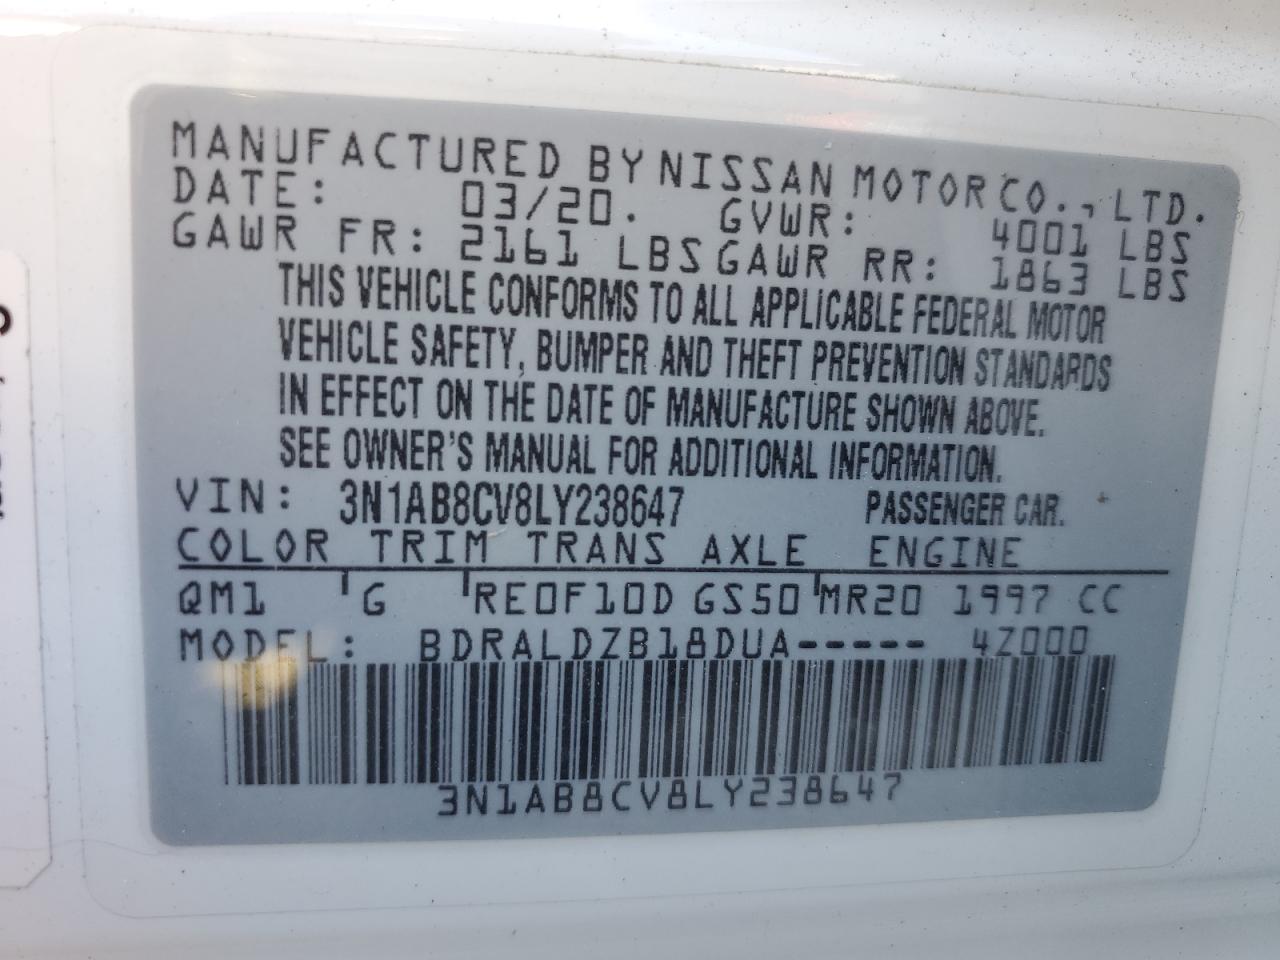 MANUFACTURED BY NISSAN MOTOR CO., LTD.
DATE: 03/20. GVWR: 4001 LBS
GAWR FR: 2161 LBS GAWR RR: 1863 LBS
THIS VEHICLE CONFORMS TO ALL APPLICABLE FEDERAL MOTOR
VEHICLE SAFETY, BUMPER AND THEFT PREVENTION STANDARDS
IN EFFECT ON THE DATE OF MANUFACTURE SHOWN ABOVE.
SEE OWNER'S MANUAL FOR ADDITIONAL INFORMATION.
VIN: 3N1AB8CV8LY238647 PASSENGER CAR.
COLOR TRIM TRANS AXLE ENGINE
QM1 G RE0F10D GS50 MR20 1997 CC
MODEL: BDRALDZB18DUA----- 4Z000
3N1AB8CV8LY238647